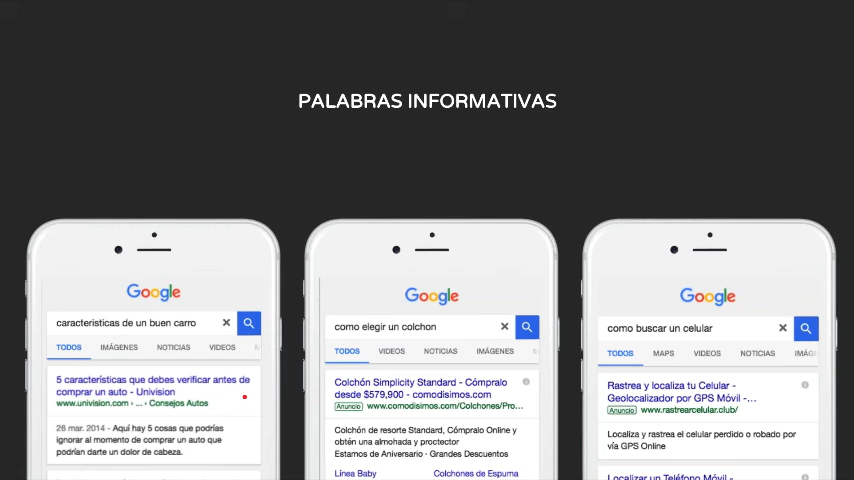 PALABRAS INFORMATIVAS
Google
caracteristicas de un buen carro
TODOS IMÁGENES NOTICIAS VIDEOS
5 características que debes verificar antes de
comprar un auto - Univision
www.univision.com › ... › Consejos Autos
26 mar. 2014 - Aquí hay 5 cosas que podrías
ignorar al momento de comprar un auto que
podrían darte un dolor de cabeza.
Google
como elegir un colchon
TODOS VIDEOS NOTICIAS IMÁGENES
Colchón Simplicity Standard - Cómpralo
desde $579,900 - comodisimos.com
Anuncio www.comodisimos.com/Colchones/Pro...
Colchón de resorte Standard, Cómpralo Online y
obtén una almohada y proctector
Estamos de Aniversario · Grandes Descuentos
Línea Baby Colchones de Espuma
Google
como buscar un celular
TODOS MAPS VIDEOS NOTICIAS IMÁG
Rastrea y localiza tu Celular -
Geolocalizador por GPS Móvil -...
Anuncio www.rastrearcelular.club/
Localiza y rastrea el celular perdido o robado por
vía GPS Online
Localizar un Teléfono Móvil -